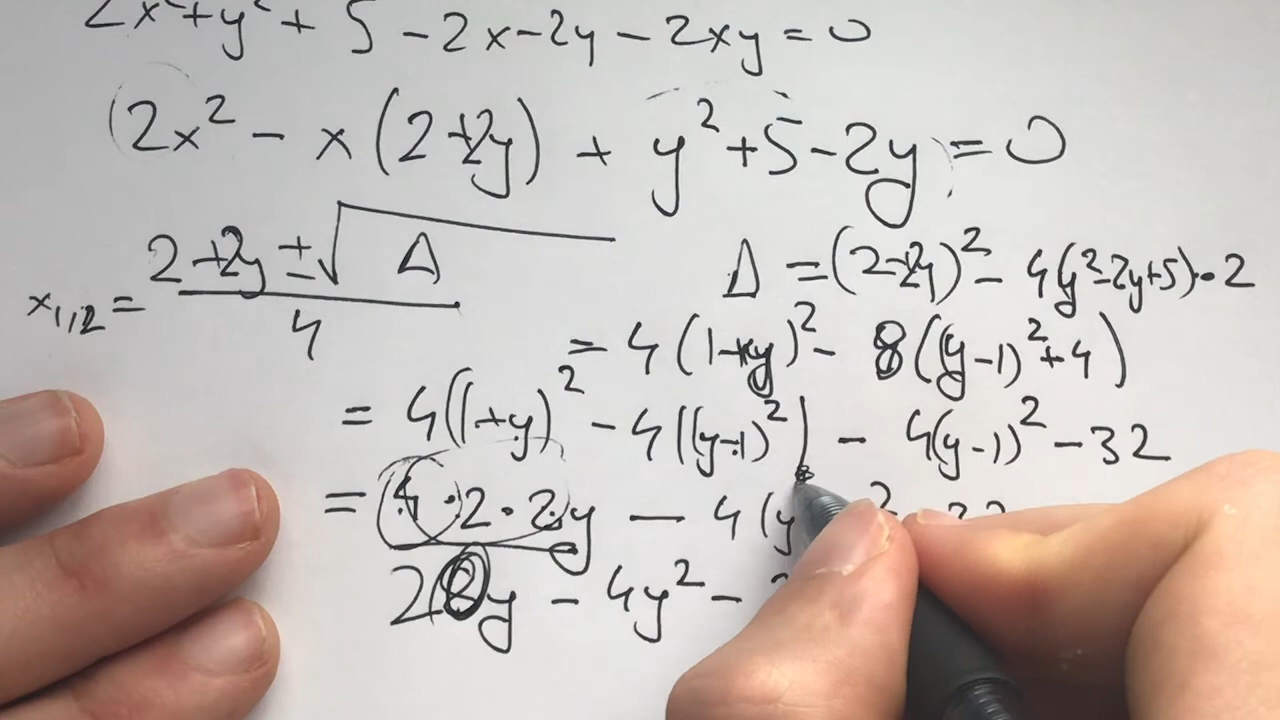 2x²+y²+5-2x-2y-2xy=0
2x²-x(2+2y)+y²+5-2y=0
x₁,₂=(2+2y±√Δ)/4
Δ=(2-2y)²-4(y²-2y+5)·2
=4(1+y)²-8((y-1)²+4)
=4(1+y)²-4((y-1)²)-4(y-1)²-32
=4·2·2y-4(y
y-4y²-